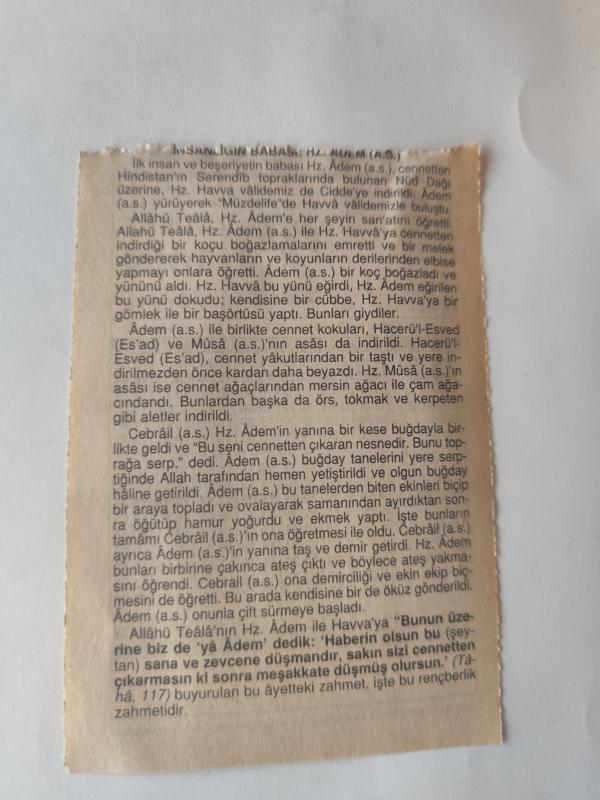 İNSANLIĞIN BABASI: HZ. ÂDEM (A.S.)
İlk insan ve beşeriyetin babası Hz. Âdem (a.s.), cennetten
Hindistan'ın Serendib topraklarında bulunan Nûd Dağı
üzerine, Hz. Havva vâlidemiz de Cidde'ye indirildi. Âdem
(a.s.) yürüyerek "Müzdelife"de Havvâ vâlidemizle buluştu.
Allâhü Teâlâ, Hz. Âdem'e her şeyin san'atını öğretti.
Allahü Teâlâ, Hz. Âdem (a.s.) ile Hz. Havvâ'ya cennetten
indirdiği bir koçu boğazlamalarını emretti ve bir melek
göndererek hayvanların ve koyunların derilerinden elbise
yapmayı onlara öğretti. Âdem (a.s.) bir koç boğazladı ve
yününü aldı. Hz. Havvâ bu yünü eğirdi, Hz. Âdem eğirilen
bu yünü dokudu; kendisine bir cübbe, Hz. Havva'ya bir
gömlek ile bir başörtüsü yaptı. Bunları giydiler.
Âdem (a.s.) ile birlikte cennet kokuları, Hacerü'l-Esved
(Es'ad) ve Mûsâ (a.s.)'nın asâsı da indirildi. Hacerü'l-
Esved (Es'ad), cennet yâkutlarından bir taştı ve yere in-
dirilmezden önce kardan daha beyazdı. Hz. Mûsâ (a.s.)'ın
asâsı ise cennet ağaçlarından mersin ağacı ile çam ağa-
cındandı. Bunlardan başka da örs, tokmak ve kerpeten
gibi aletler indirildi.
Cebrâil (a.s.) Hz. Âdem'in yanına bir kese buğdayla bir-
likte geldi ve "Bu seni cennetten çıkaran nesnedir. Bunu top-
rağa serp." dedi. Âdem (a.s.) buğday tanelerini yere serp-
tiğinde Allah tarafından hemen yetiştirildi ve olgun buğday
hâline getirildi. Âdem (a.s.) bu tanelerden biten ekinleri biçip
bir araya topladı ve ovalayarak samanından ayırdıktan son-
ra öğütüp hamur yoğurdu ve ekmek yaptı. İşte bunların
tamâmı Cebrâil (a.s.)'ın ona öğretmesi ile oldu. Cebrâil (a.s.)
ayrıca Âdem (a.s.)'in yanına taş ve demir getirdi. Hz. Âdem
bunları birbirine çakınca ateş çıktı ve böylece ateş yakma-
sını öğrendi. Cebrail (a.s.) ona demirciliği ve ekin ekip biç-
mesini de öğretti. Bu arada kendisine bir de öküz gönderildi.
Âdem (a.s.) onunla çift sürmeye başladı.
Allâhü Teâlâ'nın Hz. Âdem ile Havva'ya "Bunun üze-
rine biz de 'yâ Âdem' dedik: 'Haberin olsun bu (şey-
tan) sana ve zevcene düşmandır, sakın sizi cennetten
çıkarmasın ki sonra meşakkate düşmüş olursun.' (Tâ-
hâ, 117) buyurulan bu âyetteki zahmet, işte bu rençberlik
zahmetidir.